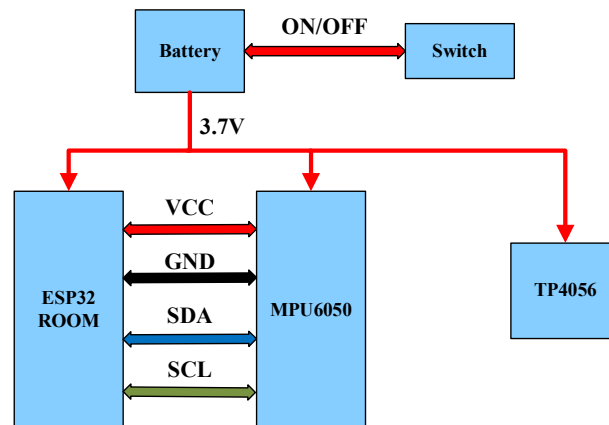 ON/OFF
Battery
Switch
3.7V
VCC
GND
ESP32
ROOM
MPU6050
TP4056
SDA
SCL